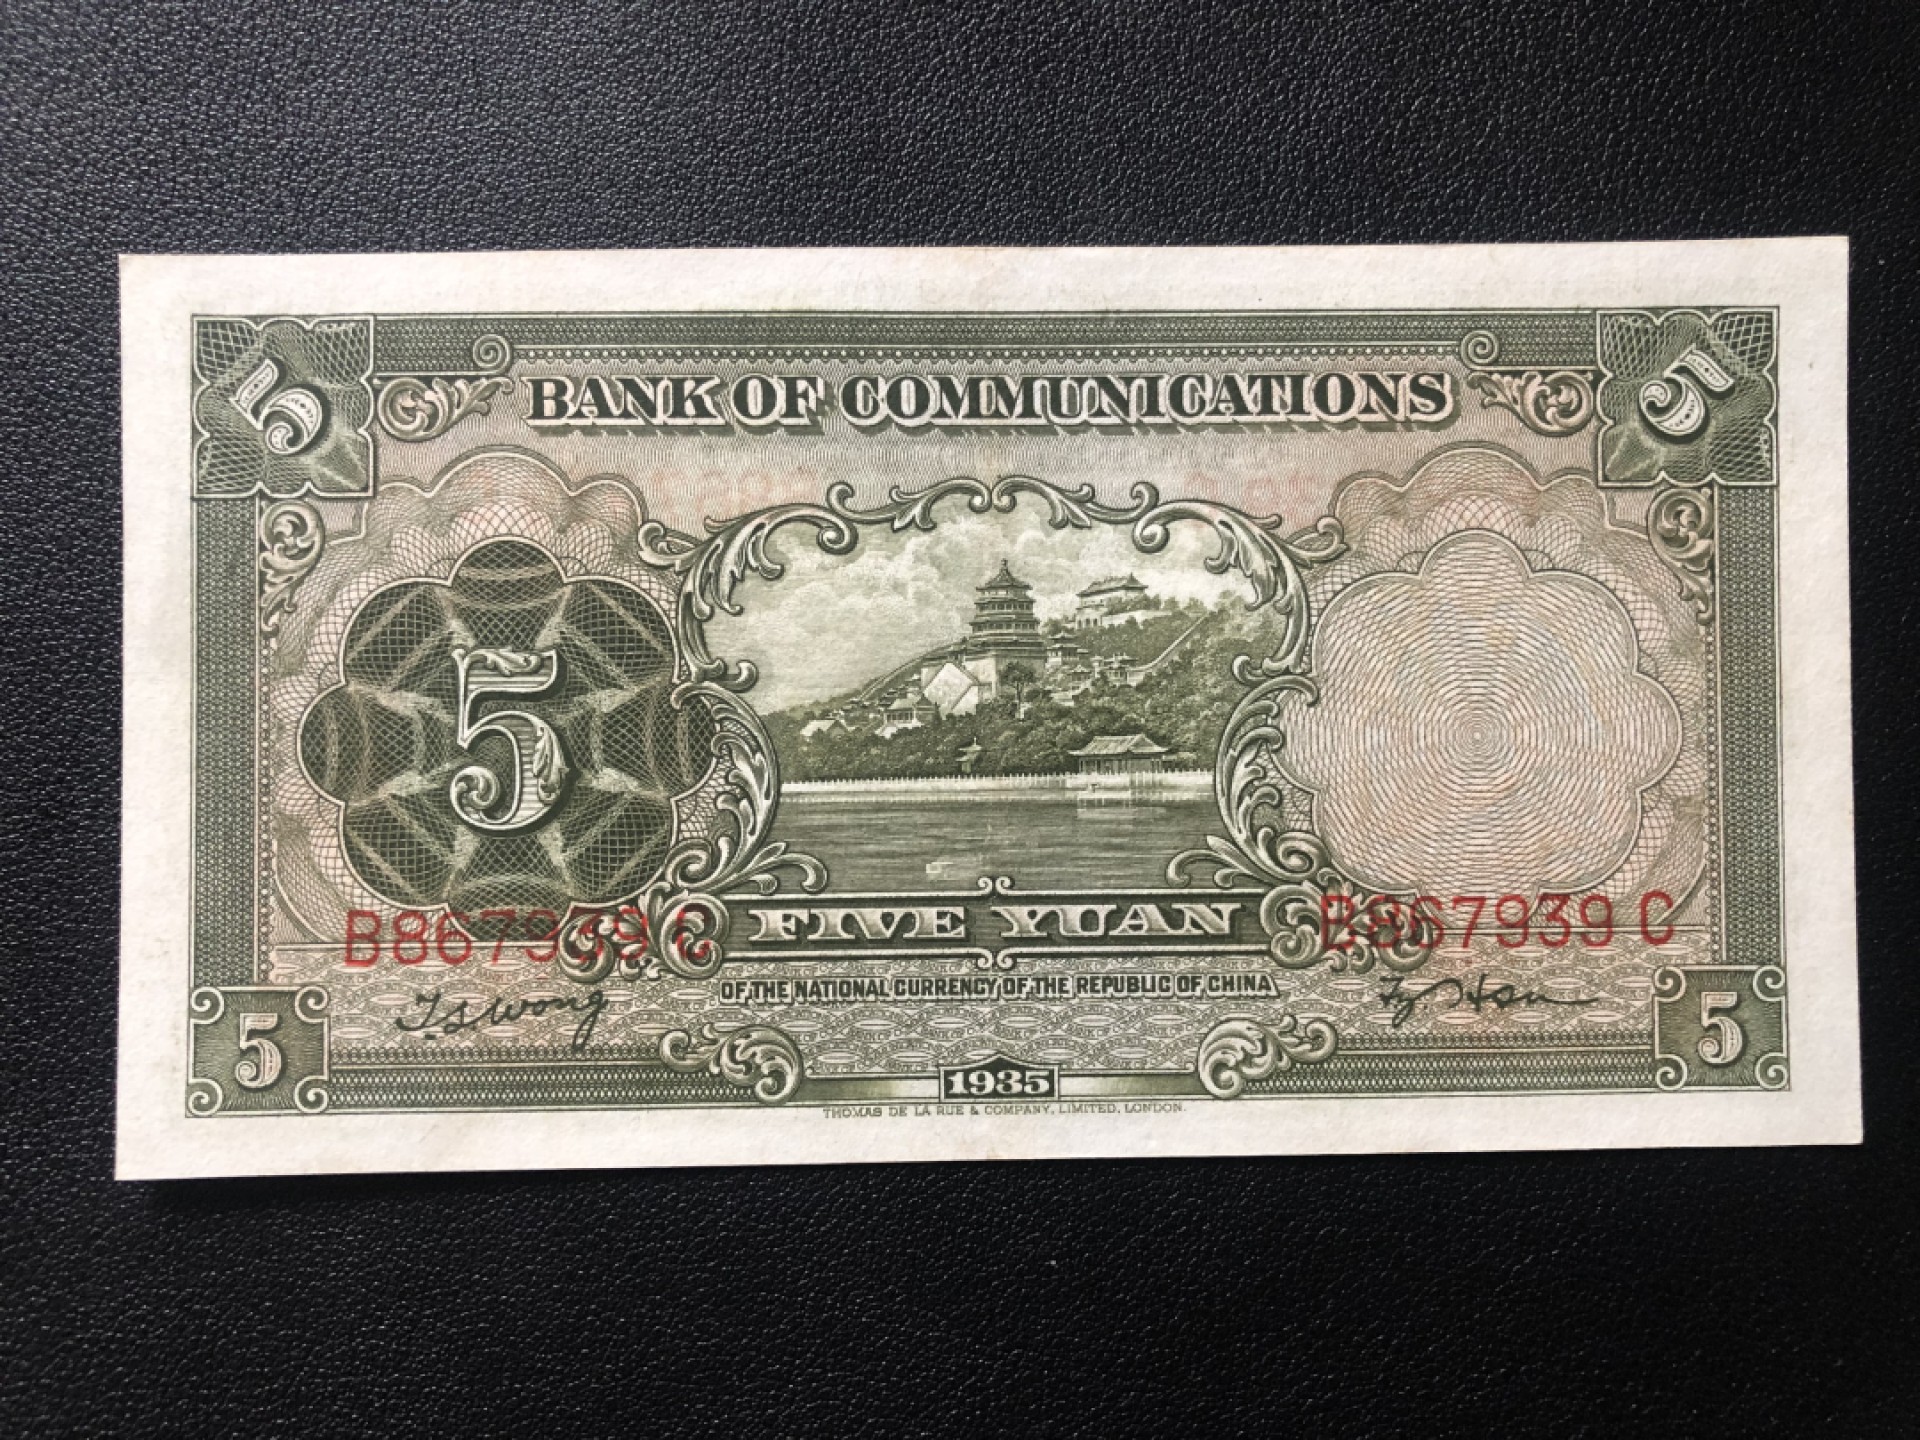 5 BANK OF COMMUNICATIONS 5
5
B867939 C FIVE YUAN B867939 C
OF THE NATIONAL CURRENCY OF THE REPUBLIC OF CHINA
T s Wong
5 1935 5
THOMAS DE LA RUE & COMPANY, LIMITED, LONDON.